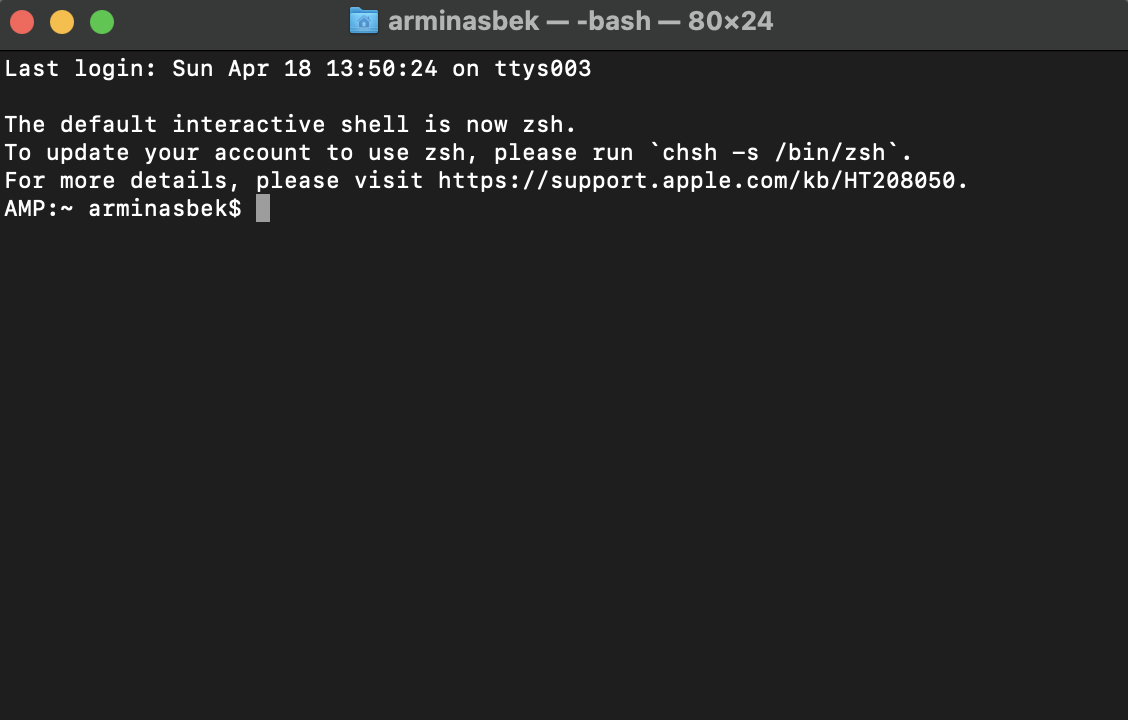 arminasbek — -bash — 80×24
Last login: Sun Apr 18 13:50:24 on ttys003

The default interactive shell is now zsh.
To update your account to use zsh, please run `chsh -s /bin/zsh`.
For more details, please visit https://support.apple.com/kb/HT208050.
AMP:~ arminasbek$